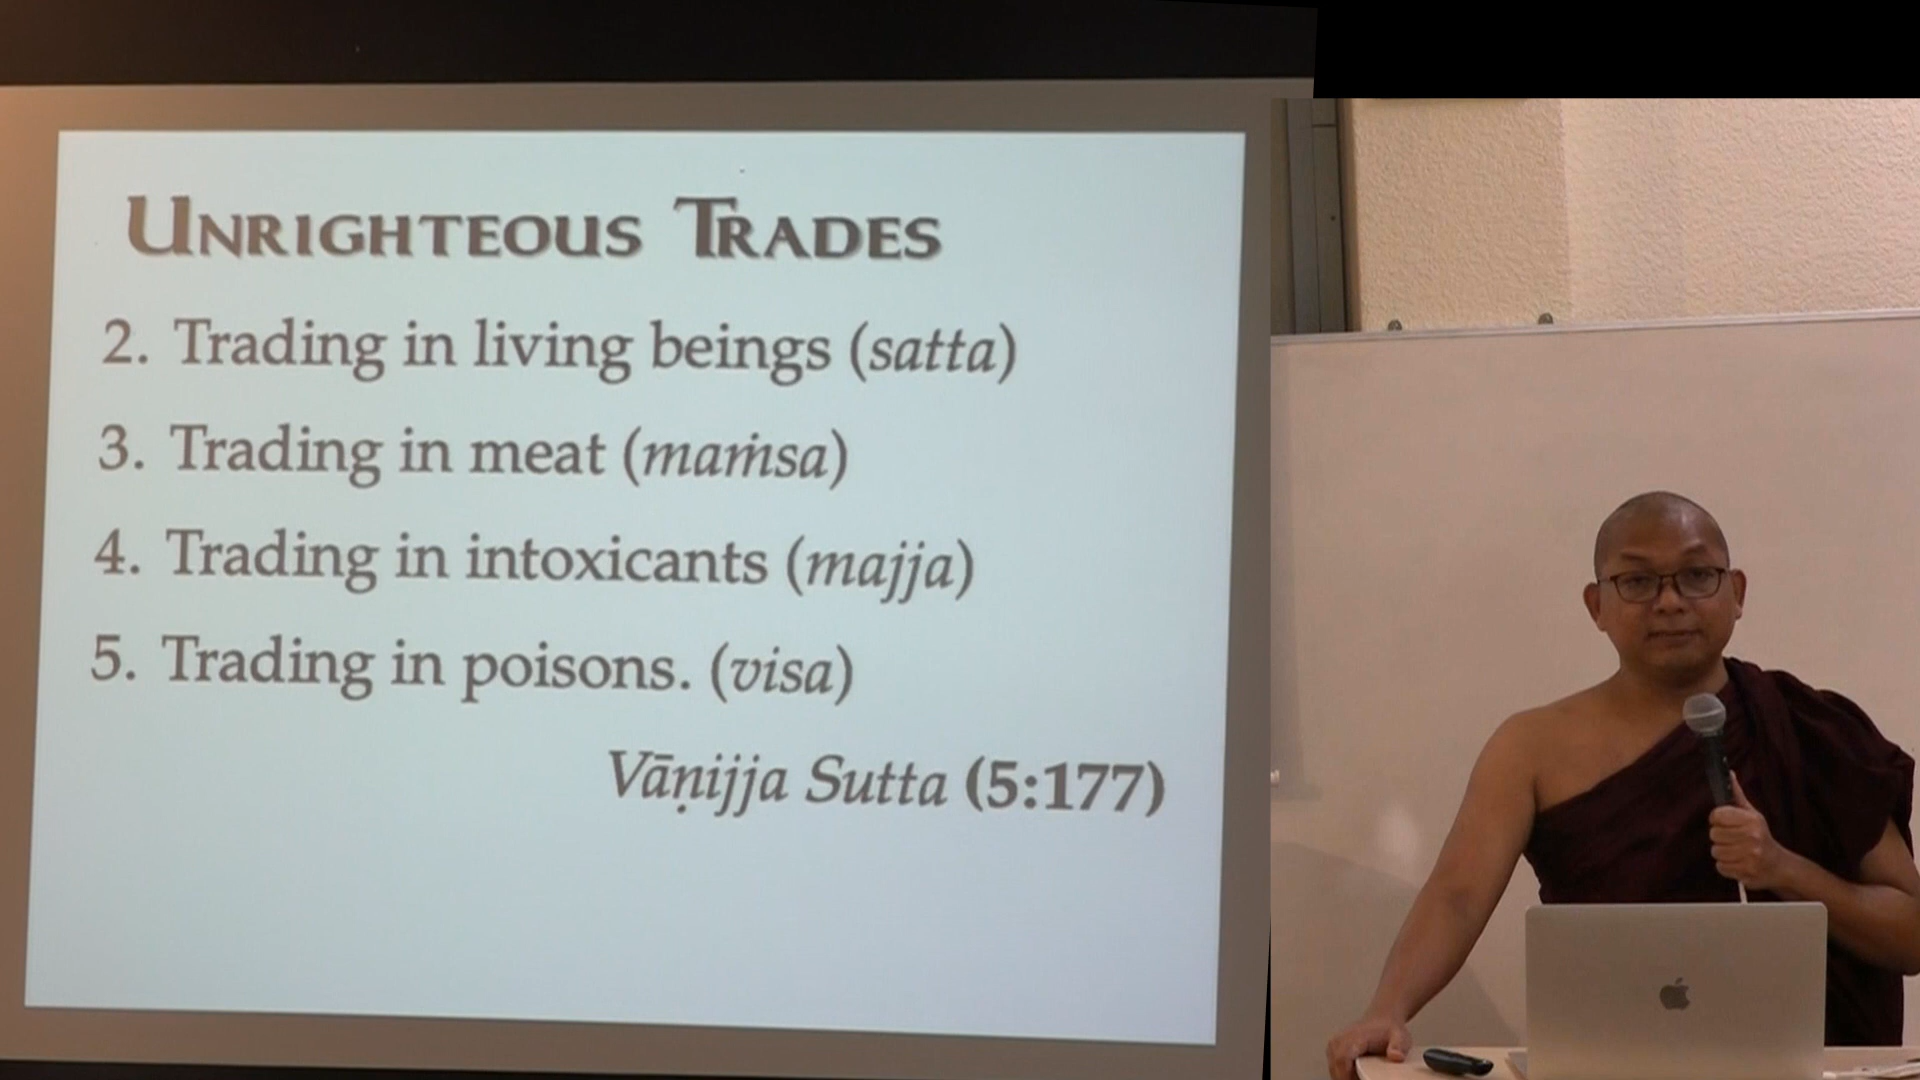 UNRIGHTEOUS TRADES
2. Trading in living beings (satta)
3. Trading in meat (maṁsa)
4. Trading in intoxicants (majja)
5. Trading in poisons. (visa)
Vāṇijja Sutta (5:177)